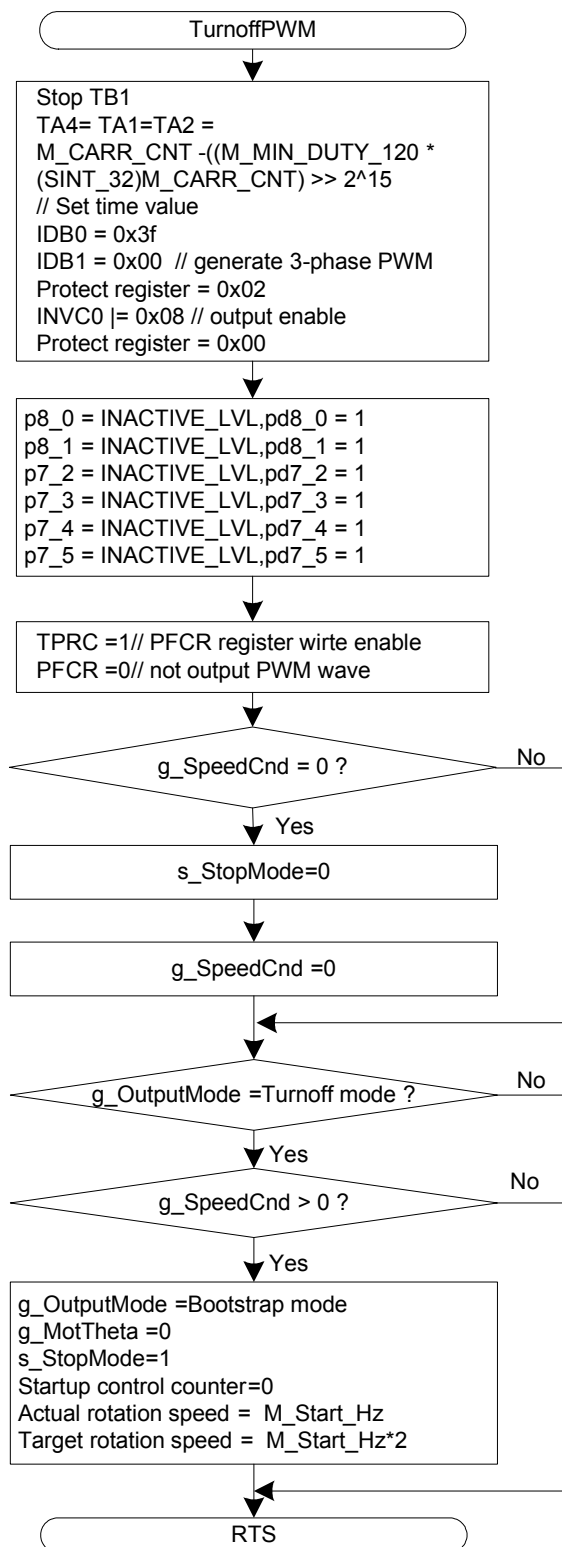 TurnoffPWM
Stop TB1
TA4= TA1=TA2 =
M_CARR_CNT -((M_MIN_DUTY_120 *
(SINT_32)M_CARR_CNT) >> 2^15
// Set time value
IDB0 = 0x3f
IDB1 = 0x00  // generate 3-phase PWM
Protect register = 0x02
INVC0 |= 0x08 // output enable
Protect register = 0x00
p8_0 = INACTIVE_LVL,pd8_0 = 1
p8_1 = INACTIVE_LVL,pd8_1 = 1
p7_2 = INACTIVE_LVL,pd7_2 = 1
p7_3 = INACTIVE_LVL,pd7_3 = 1
p7_4 = INACTIVE_LVL,pd7_4 = 1
p7_5 = INACTIVE_LVL,pd7_5 = 1
TPRC =1// PFCR register wirte enable
PFCR =0// not output PWM wave
g_SpeedCnd = 0 ?
No
Yes
s_StopMode=0
g_SpeedCnd =0
g_OutputMode =Turnoff mode ?
No
Yes
g_SpeedCnd > 0 ?
No
Yes
g_OutputMode =Bootstrap mode
g_MotTheta =0
s_StopMode=1
Startup control counter=0
Actual rotation speed =  M_Start_Hz
Target rotation speed =  M_Start_Hz*2
RTS